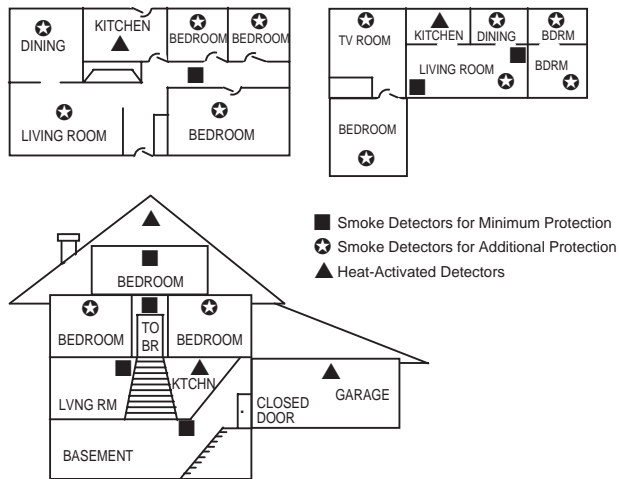 DINING
KITCHEN
BEDROOM
BEDROOM
LIVING ROOM
BEDROOM
TV ROOM
KITCHEN
DINING
BDRM
LIVING ROOM
BDRM
BEDROOM
Smoke Detectors for Minimum Protection
Smoke Detectors for Additional Protection
Heat-Activated Detectors
BEDROOM
BEDROOM
TO
BR
BEDROOM
LVNG RM
KTCHN
CLOSED
DOOR
GARAGE
BASEMENT